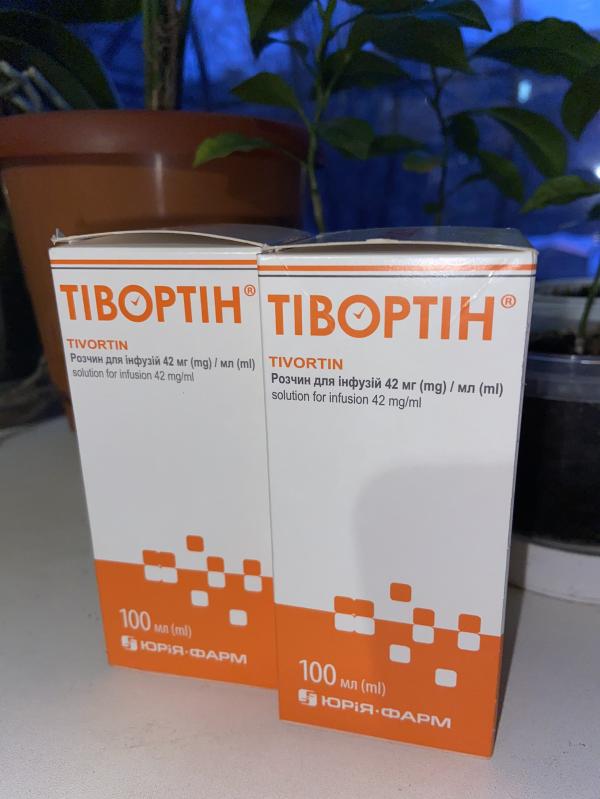 ТІВОРТІН®
TIVORTIN
Розчин для інфузій 42 мг (mg) / мл (ml)
solution for infusion 42 mg/ml
100 мл (ml)
ЮРіЯ·ФАРМ
ТІВОРТІН®
TIVORTIN
Розчин для інфузій 42 мг (mg) / мл (ml)
solution for infusion 42 mg/ml
100 мл (ml)
ЮРіЯ·ФАРМ